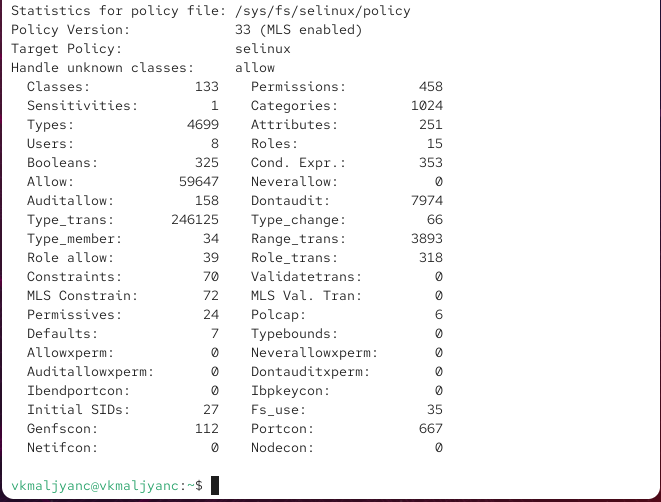 Statistics for policy file: /sys/fs/selinux/policy
Policy Version:             33 (MLS enabled)
Target Policy:              selinux
Handle unknown classes:     allow
  Classes:             133    Permissions:         458
  Sensitivities:         1    Categories:         1024
  Types:              4699    Attributes:          251
  Users:                 8    Roles:                15
  Booleans:            325    Cond. Expr.:         353
  Allow:             59647    Neverallow:            0
  Auditallow:          158    Dontaudit:          7974
  Type_trans:       246125    Type_change:          66
  Type_member:          34    Range_trans:        3893
  Role allow:           39    Role_trans:          318
  Constraints:          70    Validatetrans:         0
  MLS Constrain:        72    MLS Val. Tran:         0
  Permissives:          24    Polcap:                6
  Defaults:              7    Typebounds:            0
  Allowxperm:            0    Neverallowxperm:       0
  Auditallowxperm:       0    Dontauditxperm:        0
  Ibendportcon:          0    Ibpkeycon:             0
  Initial SIDs:         27    Fs_use:               35
  Genfscon:            112    Portcon:             667
  Netifcon:              0    Nodecon:               0
vkmaljyanc@vkmaljyanc:~$